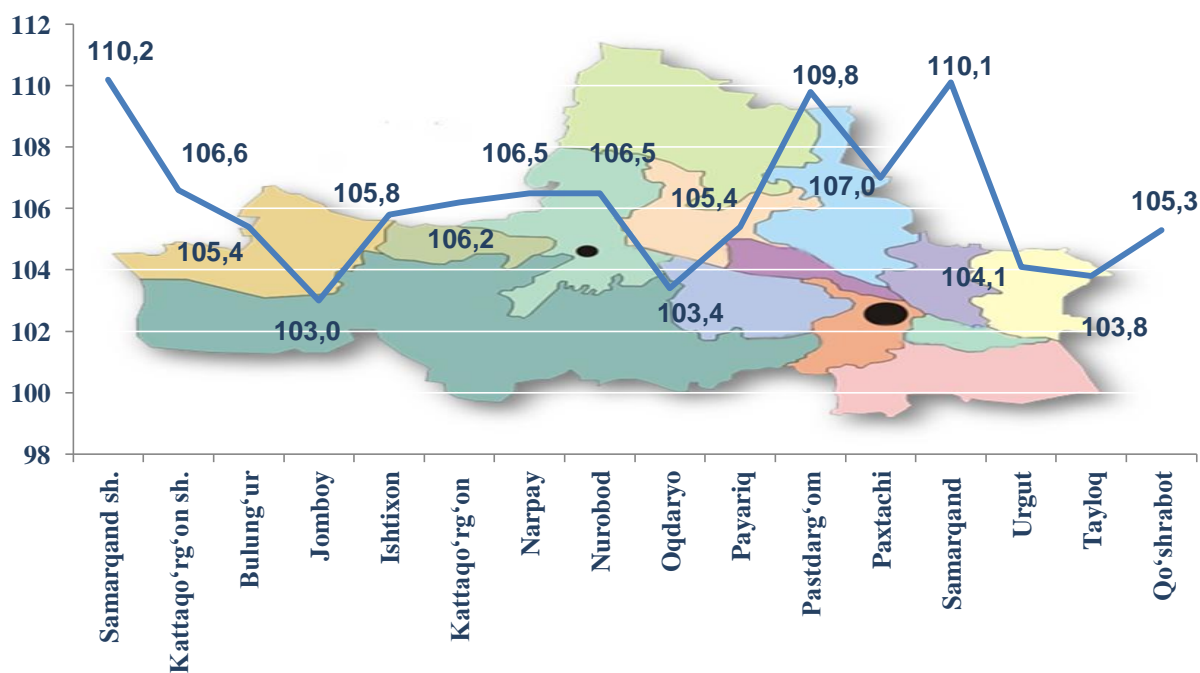 112
110
108
106
104
102
100
98
110,2
106,6
105,4
103,0
105,8
106,2
106,5
106,5
103,4
105,4
109,8
107,0
110,1
104,1
103,8
105,3
Samarqand sh.
Kattaqo‘rg‘on sh.
Bulung‘ur
Jomboy
Ishtixon
Kattaqo‘rg‘on
Narpay
Nurobod
Oqdaryo
Payariq
Pastdarg‘om
Paxtachi
Samarqand
Urgut
Tayloq
Qo‘shrabot